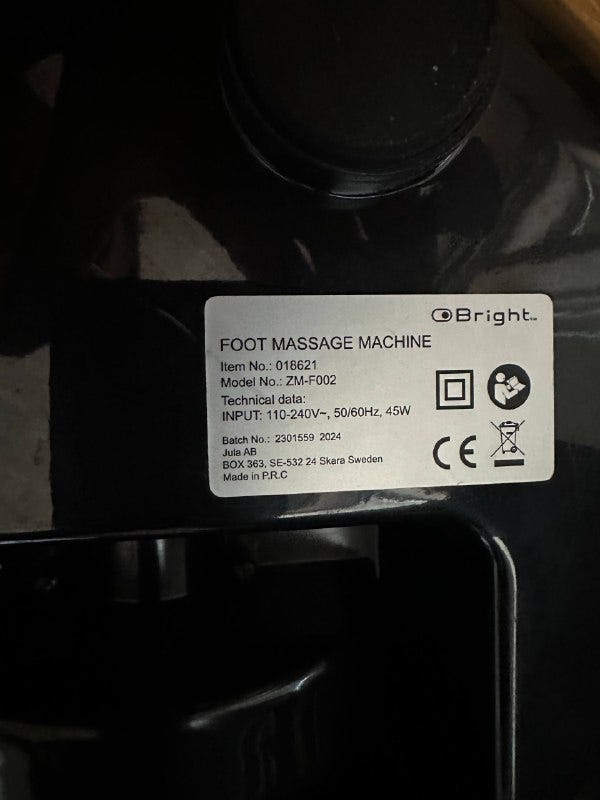 Bright™
FOOT MASSAGE MACHINE
Item No.: 018621
Model No.: ZM-F002
Technical data:
INPUT: 110-240V~, 50/60Hz, 45W
Batch No.: 2301559 2024
Jula AB
BOX 363, SE-532 24 Skara Sweden
Made in P.R.C
CE